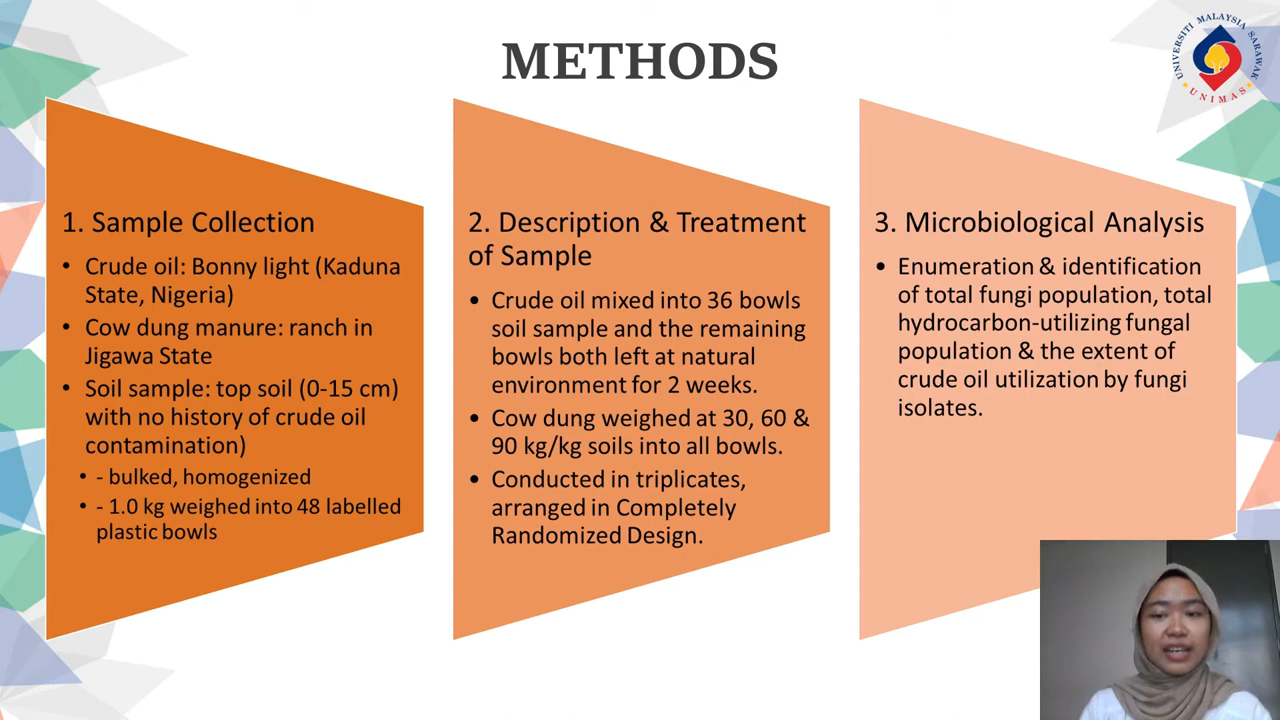 METHODS
UNIVERSITI MALAYSIA SARAWAK
UNIMAS
1. Sample Collection
• Crude oil: Bonny light (Kaduna
State, Nigeria)
• Cow dung manure: ranch in
Jigawa State
• Soil sample: top soil (0-15 cm)
with no history of crude oil
contamination)
• - bulked, homogenized
• - 1.0 kg weighed into 48 labelled
plastic bowls
2. Description & Treatment
of Sample
• Crude oil mixed into 36 bowls
soil sample and the remaining
bowls both left at natural
environment for 2 weeks.
• Cow dung weighed at 30, 60 &
90 kg/kg soils into all bowls.
• Conducted in triplicates,
arranged in Completely
Randomized Design.
3. Microbiological Analysis
• Enumeration & identification
of total fungi population, total
hydrocarbon-utilizing fungal
population & the extent of
crude oil utilization by fungi
isolates.